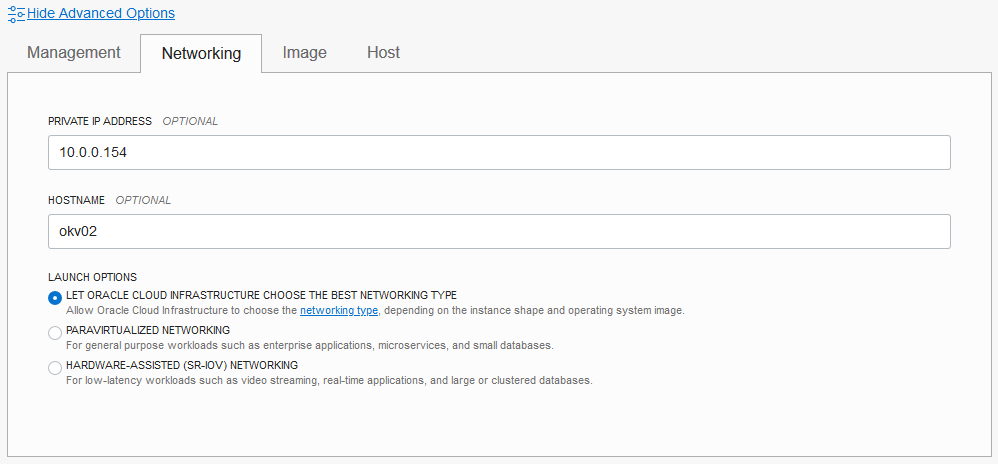 Hide Advanced Options
Management Networking Image Host
PRIVATE IP ADDRESS OPTIONAL
10.0.0.154
HOSTNAME OPTIONAL
okv02
LAUNCH OPTIONS
LET ORACLE CLOUD INFRASTRUCTURE CHOOSE THE BEST NETWORKING TYPE
Allow Oracle Cloud Infrastructure to choose the networking type, depending on the instance shape and operating system image.
PARAVIRTUALIZED NETWORKING
For general purpose workloads such as enterprise applications, microservices, and small databases.
HARDWARE-ASSISTED (SR-IOV) NETWORKING
For low-latency workloads such as video streaming, real-time applications, and large or clustered databases.